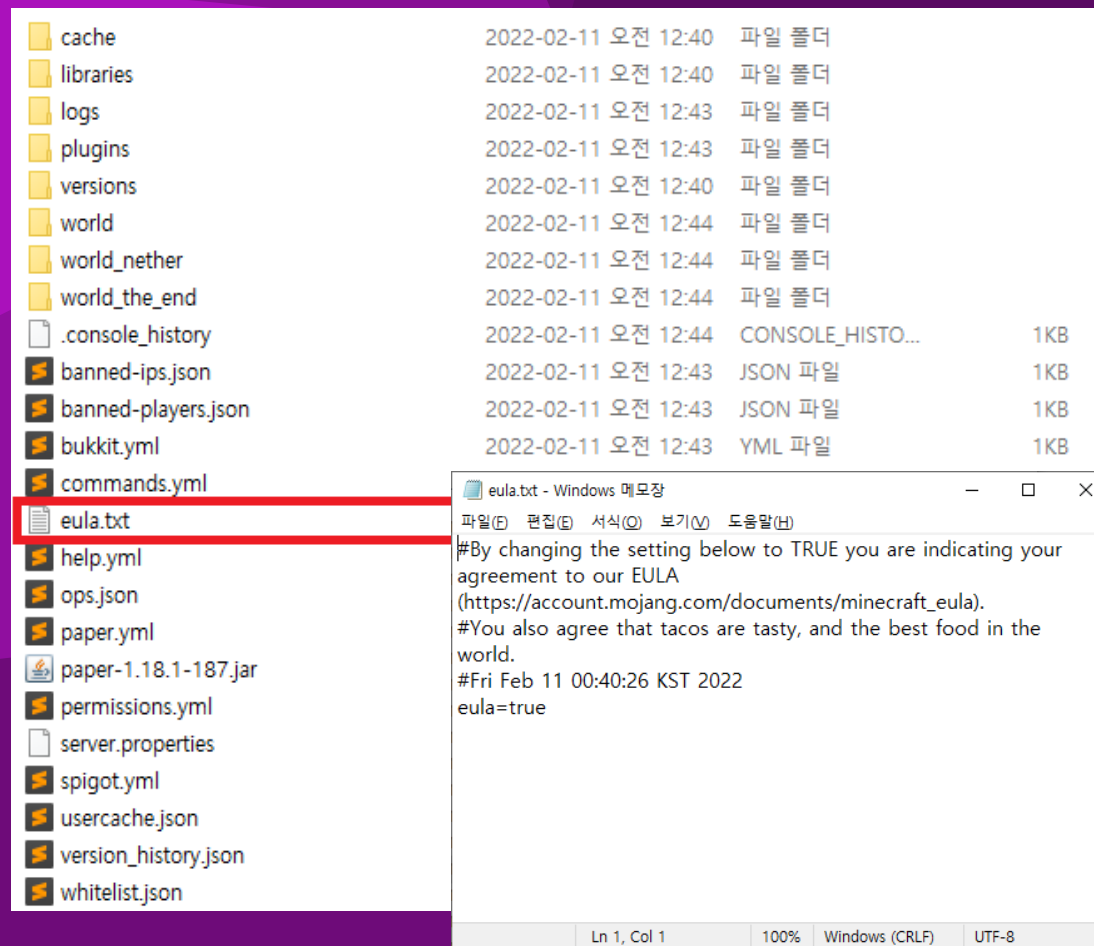 cache 2022-02-11 오전 12:40 파일 폴더
libraries 2022-02-11 오전 12:40 파일 폴더
logs 2022-02-11 오전 12:43 파일 폴더
plugins 2022-02-11 오전 12:43 파일 폴더
versions 2022-02-11 오전 12:40 파일 폴더
world 2022-02-11 오전 12:44 파일 폴더
world_nether 2022-02-11 오전 12:44 파일 폴더
world_the_end 2022-02-11 오전 12:44 파일 폴더
.console_history 2022-02-11 오전 12:44 CONSOLE_HISTO... 1KB
banned-ips.json 2022-02-11 오전 12:43 JSON 파일 1KB
banned-players.json 2022-02-11 오전 12:43 JSON 파일 1KB
bukkit.yml 2022-02-11 오전 12:43 YML 파일 1KB
commands.yml
eula.txt
help.yml
ops.json
paper.yml
paper-1.18.1-187.jar
permissions.yml
server.properties
spigot.yml
usercache.json
version_history.json
whitelist.json
eula.txt - Windows 메모장
파일(F) 편집(E) 서식(O) 보기(V) 도움말(H)
#By changing the setting below to TRUE you are indicating your
agreement to our EULA
(https://account.mojang.com/documents/minecraft_eula).
#You also agree that tacos are tasty, and the best food in the
world.
#Fri Feb 11 00:40:26 KST 2022
eula=true
Ln 1, Col 1 100% Windows (CRLF) UTF-8